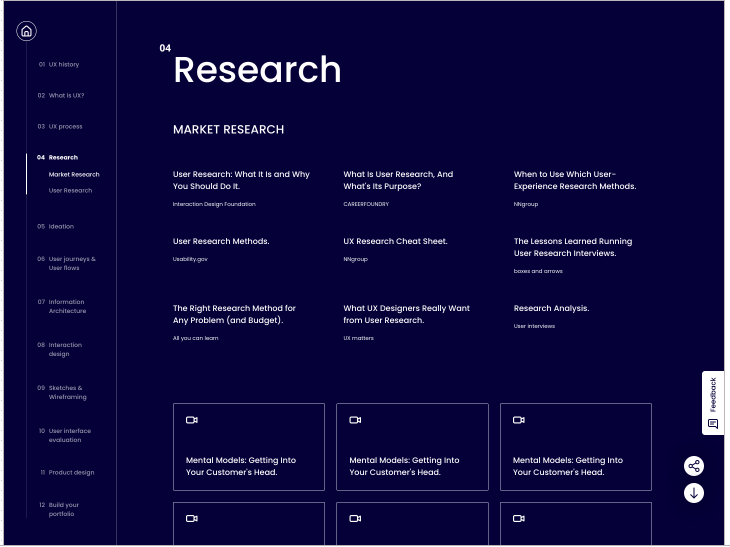 01 UX history
02 What is UX?
03 UX process
04 Research
Market Research
User Research
05 Ideation
06 User journeys &
User flows
07 Information
Architecture
08 Interaction
design
09 Sketches &
Wireframing
10 User interface
evaluation
11 Product design
12 Build your
portfolio
04
Research
MARKET RESEARCH
User Research: What It Is and Why
You Should Do It.
Interaction Design Foundation
What Is User Research, And
What's Its Purpose?
CAREERFOUNDRY
When to Use Which User-
Experience Research Methods.
NNgroup
User Research Methods.
Usability.gov
UX Research Cheat Sheet.
NNgroup
The Lessons Learned Running
User Research Interviews.
boxes and arrows
The Right Research Method for
Any Problem (and Budget).
All you can learn
What UX Designers Really Want
from User Research.
UX matters
Research Analysis.
User interviews
Mental Models: Getting Into
Your Customer's Head.
Mental Models: Getting Into
Your Customer's Head.
Mental Models: Getting Into
Your Customer's Head.
Feedback